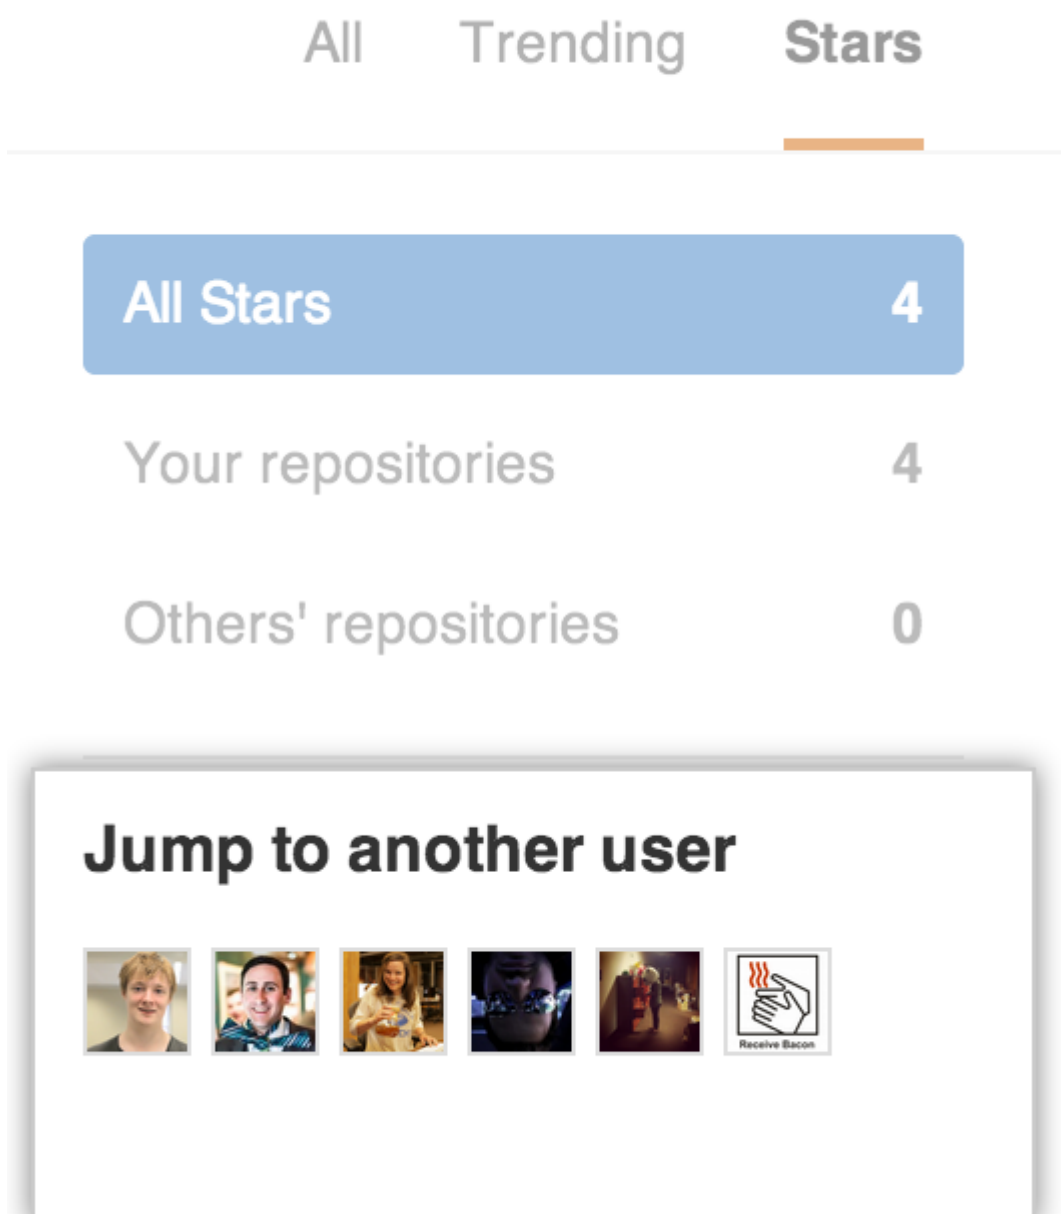 All Trending Stars
All Stars 4
Your repositories 4
Others' repositories 0
Jump to another user
Receive Bacon